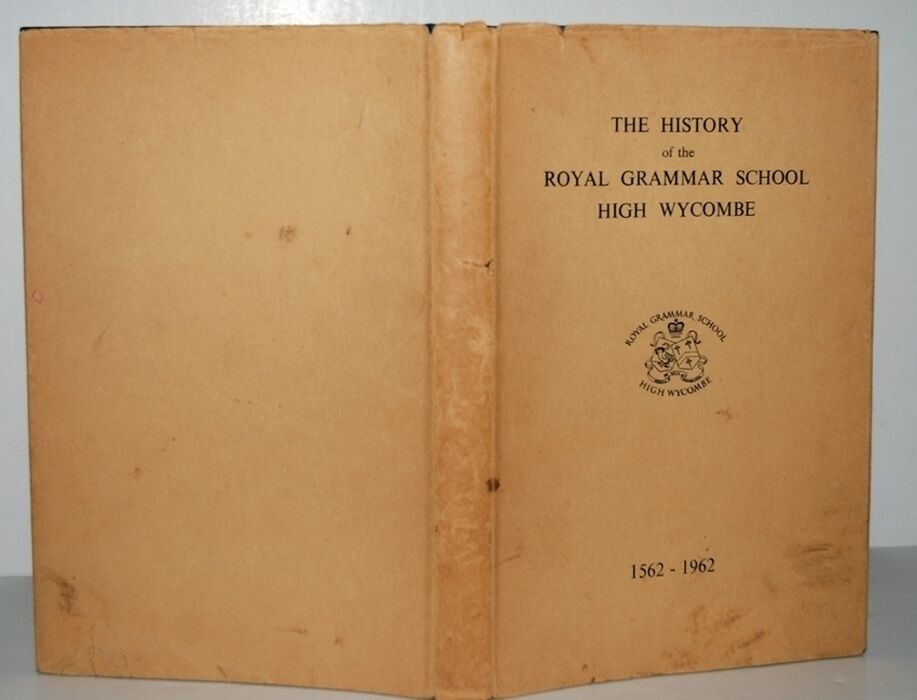 THE HISTORY
of the
ROYAL GRAMMAR SCHOOL
HIGH WYCOMBE
ROYAL GRAMMAR SCHOOL
HIGH WYCOMBE
1562 - 1962